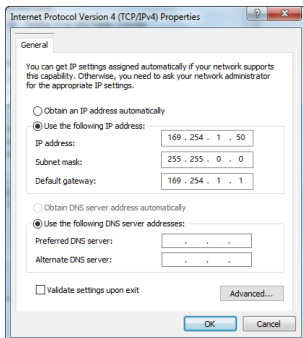 Internet Protocol Version 4 (TCP/IPv4) Properties
General
You can get IP settings assigned automatically if your network supports
this capability. Otherwise, you need to ask your network administrator
for the appropriate IP settings.
Obtain an IP address automatically
Use the following IP address:
IP address: 169 . 254 . 1 . 50
Subnet mask: 255 . 255 . 0 . 0
Default gateway: 169 . 254 . 1 . 1
Obtain DNS server address automatically
Use the following DNS server addresses:
Preferred DNS server: . . .
Alternate DNS server: . . .
Validate settings upon exit
Advanced...
OK Cancel